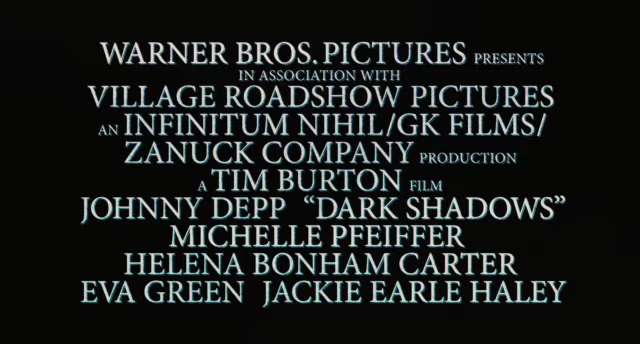 WARNER BROS. PICTURES PRESENTS
IN ASSOCIATION WITH
VILLAGE ROADSHOW PICTURES
AN INFINITUM NIHIL/GK FILMS/
ZANUCK COMPANY PRODUCTION
A TIM BURTON FILM
JOHNNY DEPP “DARK SHADOWS”
MICHELLE PFEIFFER
HELENA BONHAM CARTER
EVA GREEN JACKIE EARLE HALEY